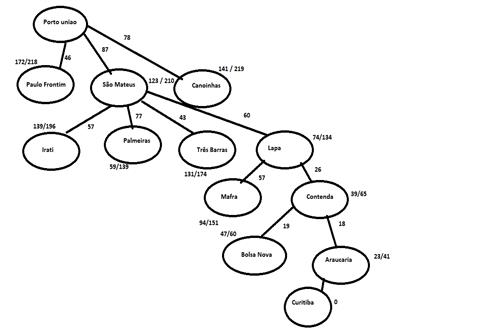 Porto uniao
78
87
46
172/218
141 / 219
Paulo Frontim
São Mateus
123 / 210
Canoinhas
60
139/196
57
77
43
Irati
Palmeiras
Três Barras
Lapa
74/134
59/139
131/174
57
26
Mafra
Contenda
39/65
94/151
47/60
19
18
Bolsa Nova
Araucaria
23/41
Curitiba
0